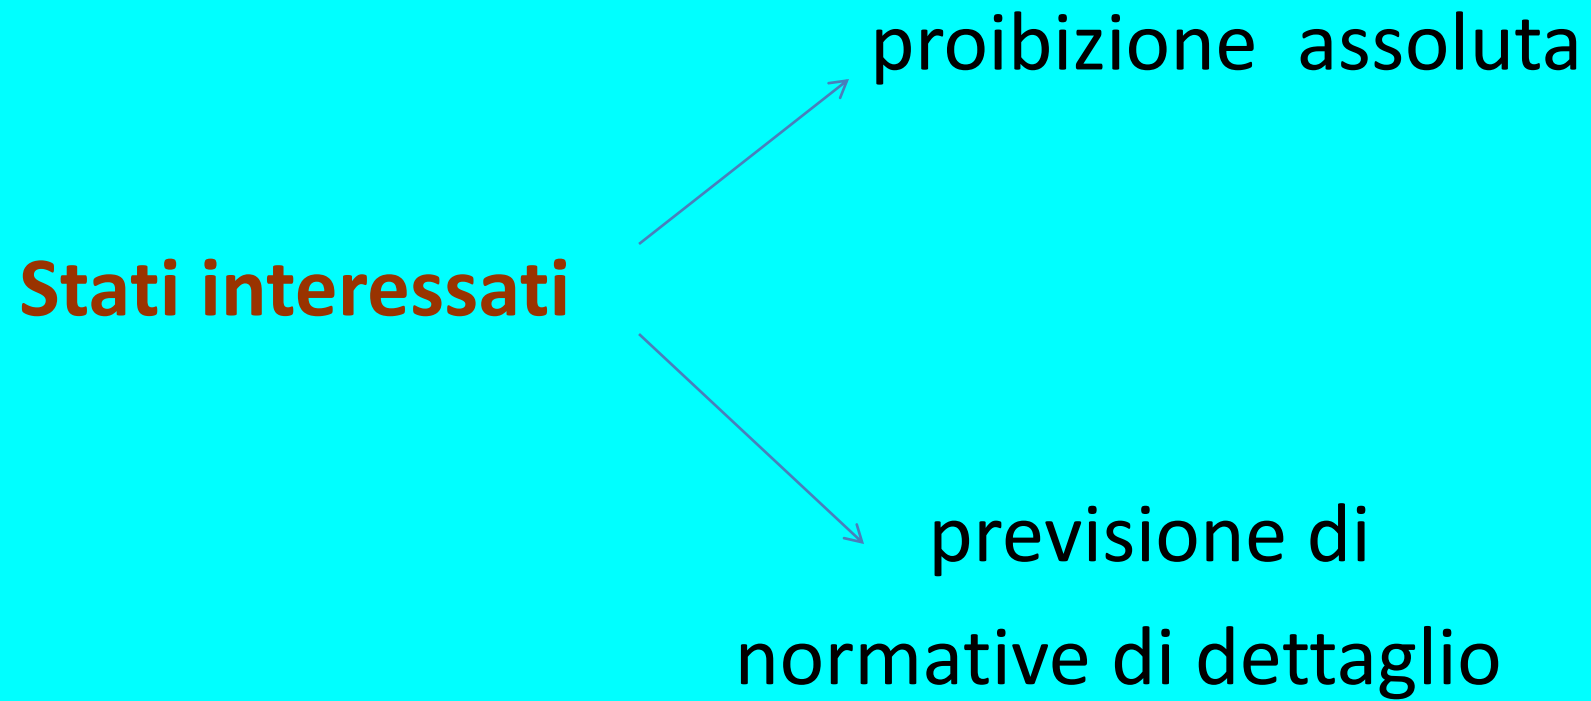 proibizione assoluta
Stati interessati
previsione di
normative di dettaglio